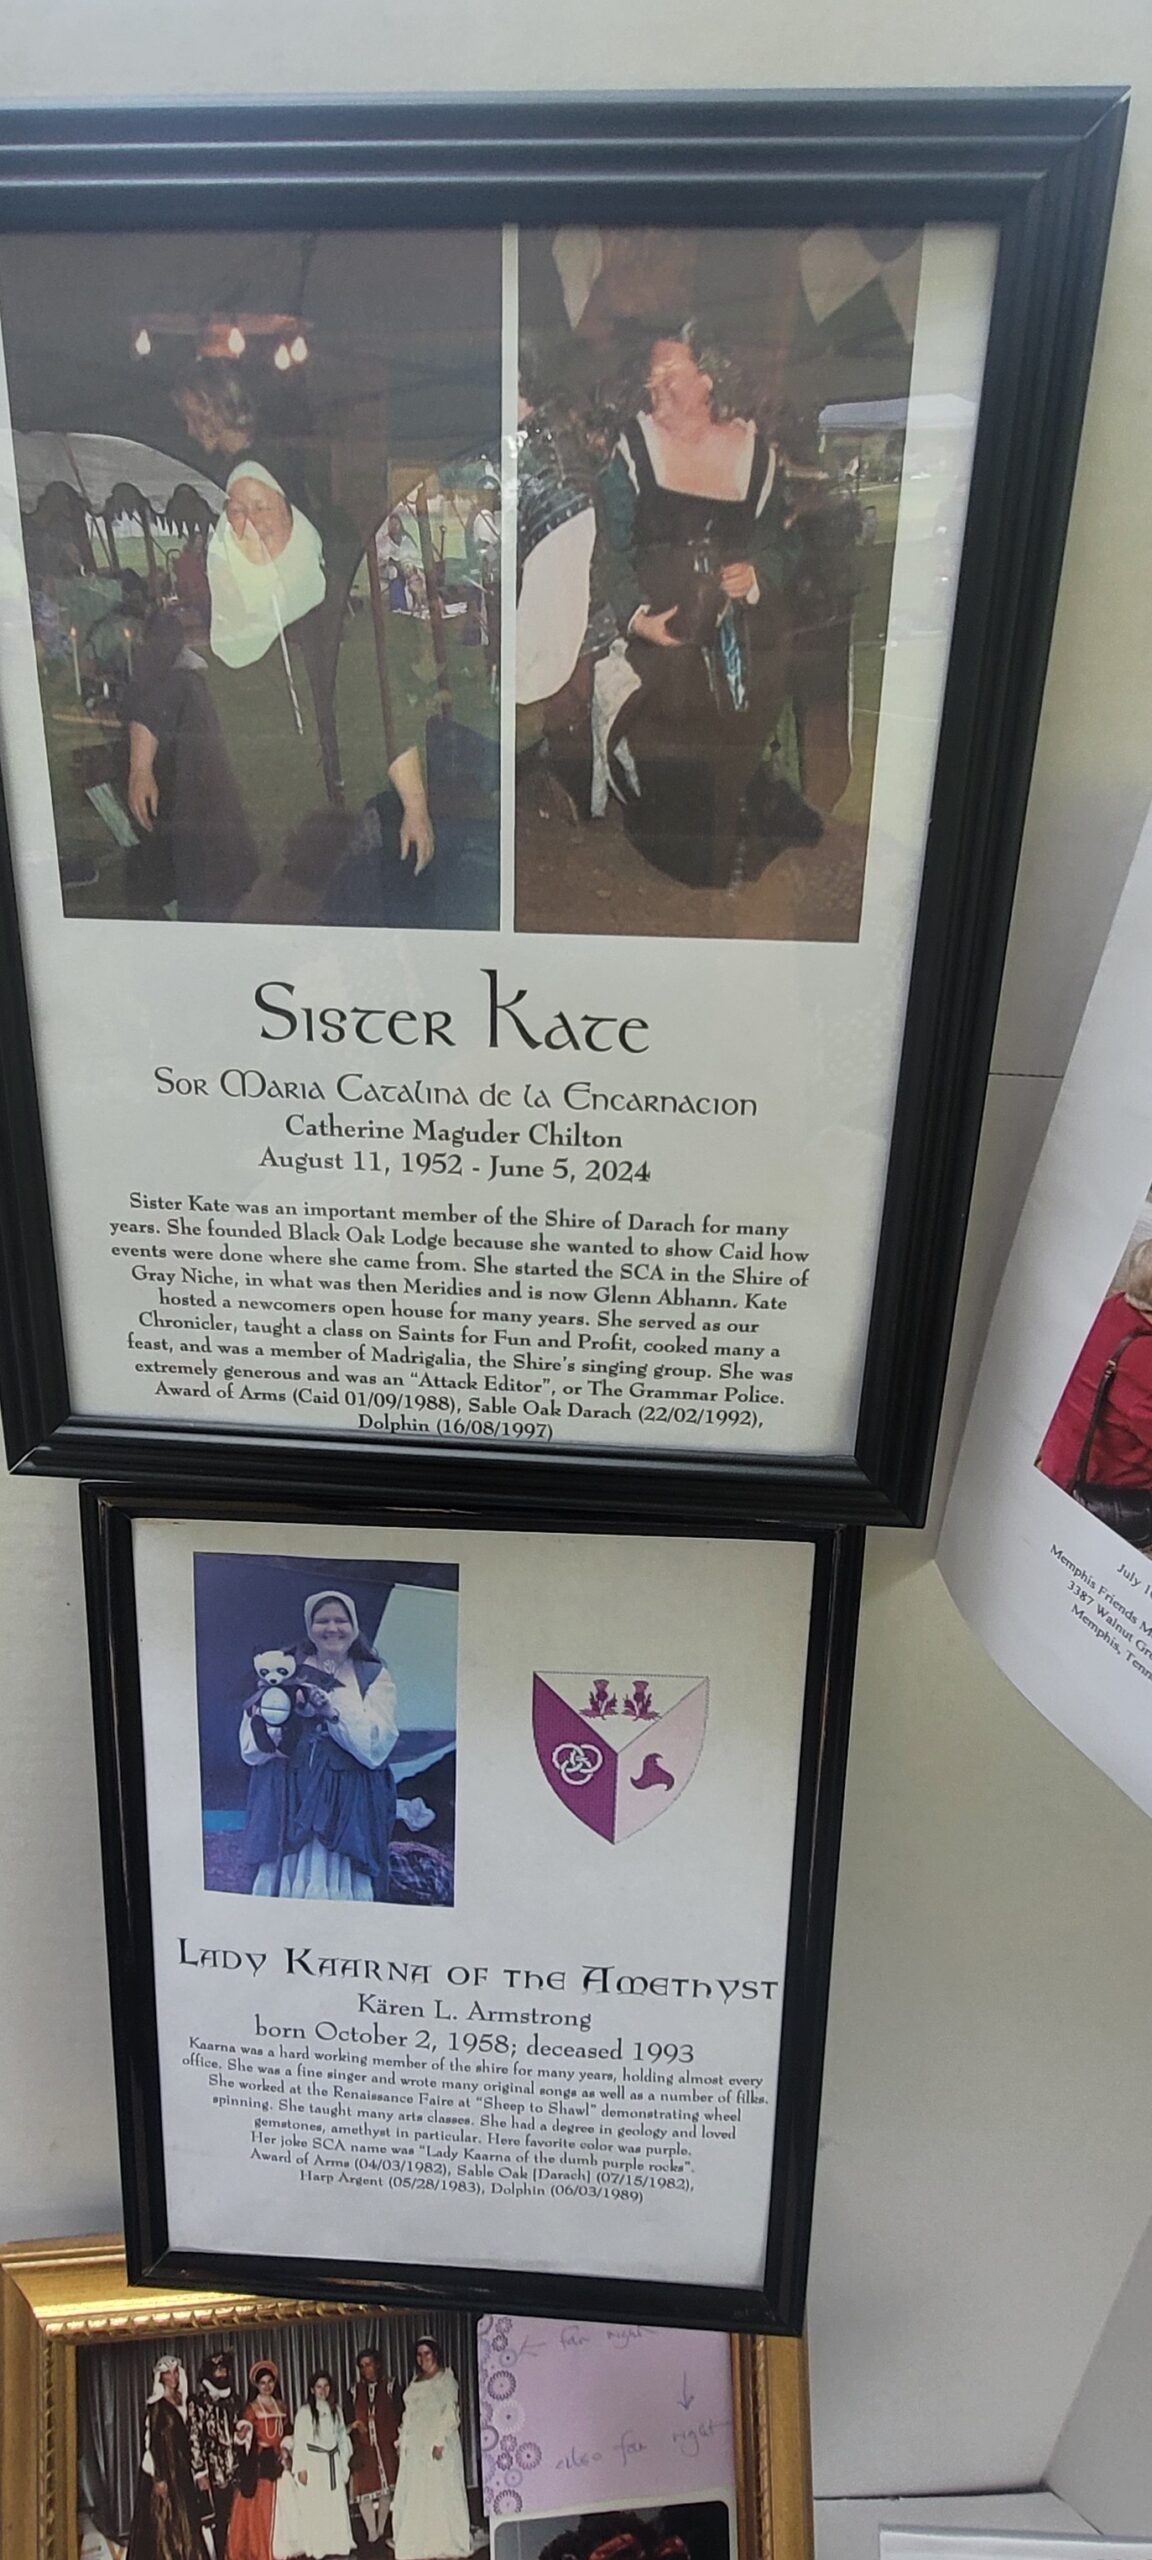 Sister Kate
Sor Maria Catalina de la Encarnacion
Catherine Maguder Chilton
August 11, 1952 - June 5, 2024
Sister Kate was an important member of the Shire of Darach for many
years. She founded Black Oak Lodge because she wanted to show Caid how
events were done where she came from. She started the SCA in the Shire of
Gray Niche, in what was then Meridies and is now Glenn Abhann. Kate
hosted a newcomers open house for many years. She served as our
Chronicler, taught a class on Saints for Fun and Profit, cooked many a
feast, and was a member of Madrigalia, the Shire's singing group. She was
extremely generous and was an "Attack Editor", or The Grammar Police.
Award of Arms (Caid 01/09/1988), Sable Oak Darach (22/02/1992),
Dolphin (16/08/1997)
July
Memphis Friends
3387 Walnut
Memphis,
Lady Kaarna of the Amethyst
Kären L. Armstrong
born October 2, 1958; deceased 1993
Kaarna was a hard working member of the shire for many years, holding almost every
office. She was a fine singer and wrote many original songs as well as a number of filks.
She worked at the Renaissance Faire at "Sheep to Shawl" demonstrating wheel
spinning. She taught many arts classes. She had a degree in geology and loved
gemstones, amethyst in particular. Here favorite color was purple.
Her joke SCA name was "Lady Kaarna of the dumb purple rocks".
Award of Arms (04/03/1982), Sable Oak [Darach] (07/15/1982),
Harp Argent (05/28/1983), Dolphin (06/03/1989)
far right
also far right